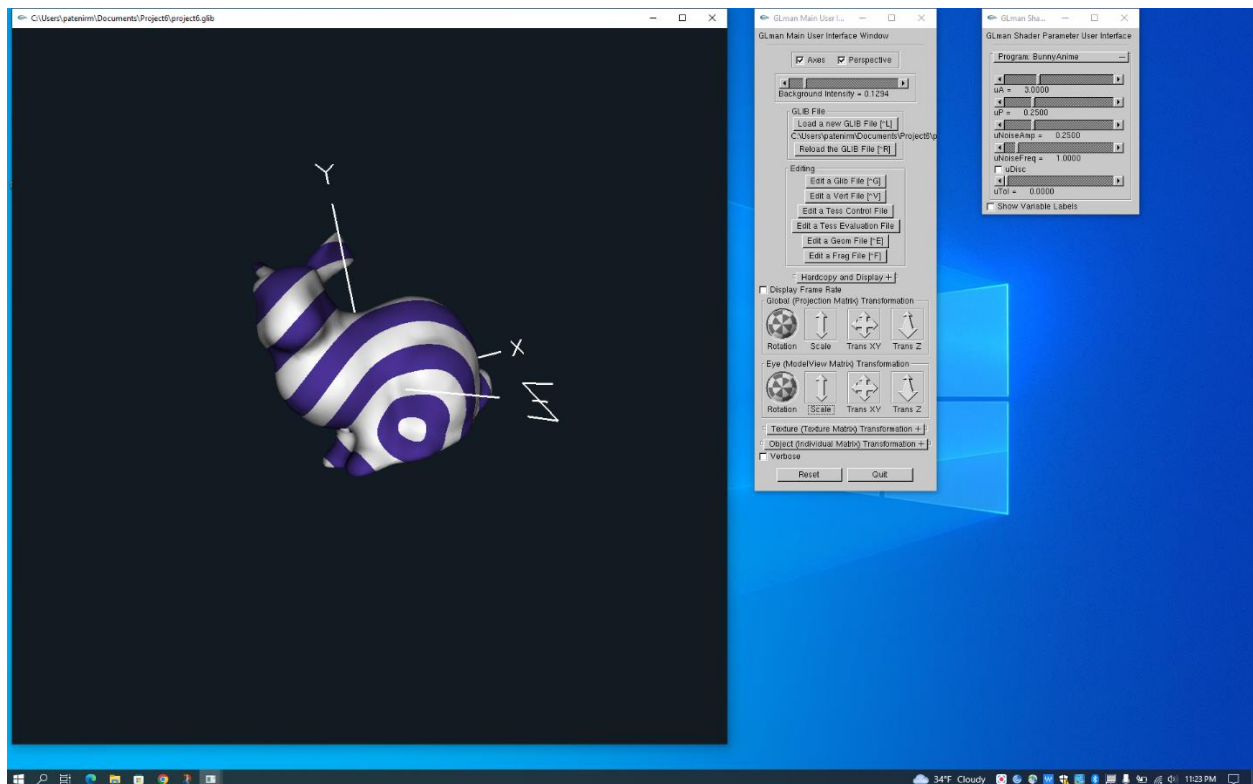 C:\Users\patenirm\Documents\Project6\project6.glib
Y
X
Z
GLman Main User I...
GLman Main User Interface Window
Axes Perspective
Background Intensity = 0.1294
GLIB File
Load a new GLIB File [^L]
C:\Users\patenirm\Documents\Project6\p
Reload the GLIB File [^R]
Editing
Edit a Glib File [^G]
Edit a Vert File [^V]
Edit a Tess Control File
Edit a Tess Evaluation File
Edit a Geom File [^E]
Edit a Frag File [^F]
Hardcopy and Display +
Display Frame Rate
Global (Projection Matrix) Transformation
Rotation Scale Trans XY Trans Z
Eye (ModelView Matrix) Transformation
Rotation Scale Trans XY Trans Z
Texture (Texture Matrix) Transformation +
Object (Individual Matrix) Transformation +
Verbose
Reset Quit
GLman Sha...
GLman Shader Parameter User Interface
Program: BunnyAnime
uA = 3.0000
uP = 0.2500
uNoiseAmp = 0.2500
uNoiseFreq = 1.0000
uDisc
uTol = 0.0000
Show Variable Labels
34°F Cloudy 11:23 PM